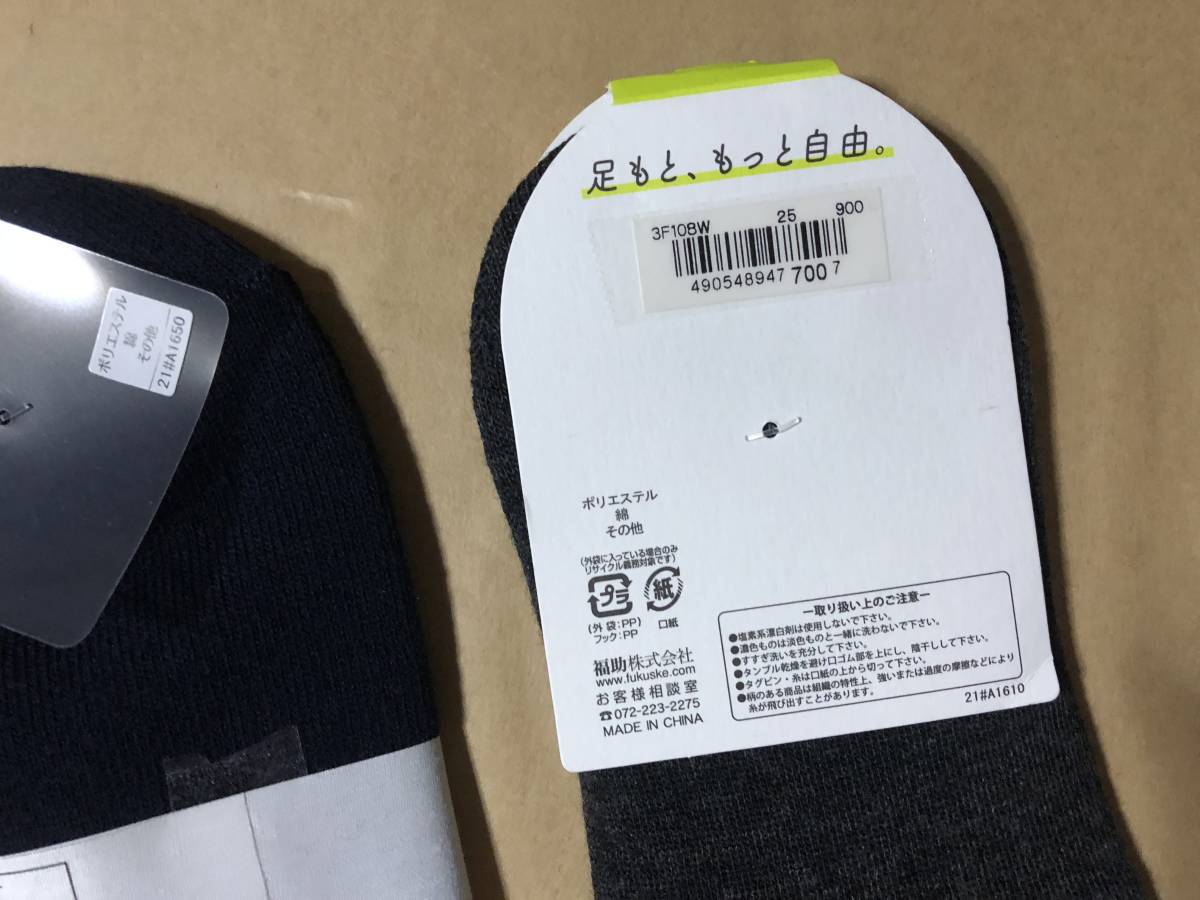 ポリエステル
綿
その他
21#A1650
足もと、もっと自由。
3F108W 25 900
490548947 700 7
ポリエステル
綿
その他
(外袋に入っている場合のみ
リサイクル義務対象です)
プラ 紙
(外袋:PP) 口紙
フック:PP
福助株式会社
www.fukuske.com
お客様相談室
☎072-223-2275
MADE IN CHINA
ー取り扱い上のご注意ー
●塩素系漂白剤は使用しないで下さい。
●濃色ものは淡色ものと一緒に洗わないで下さい。
●すすぎ洗いを充分して下さい。
●タンブル乾燥を避け口ゴム部を上にし、陰干しして下さい。
●タグピン・糸は口紙の上から切って下さい。
●柄のある商品は組織の特性上、強いまたは過度の摩擦などにより
糸が飛び出すことがあります。
21#A1610